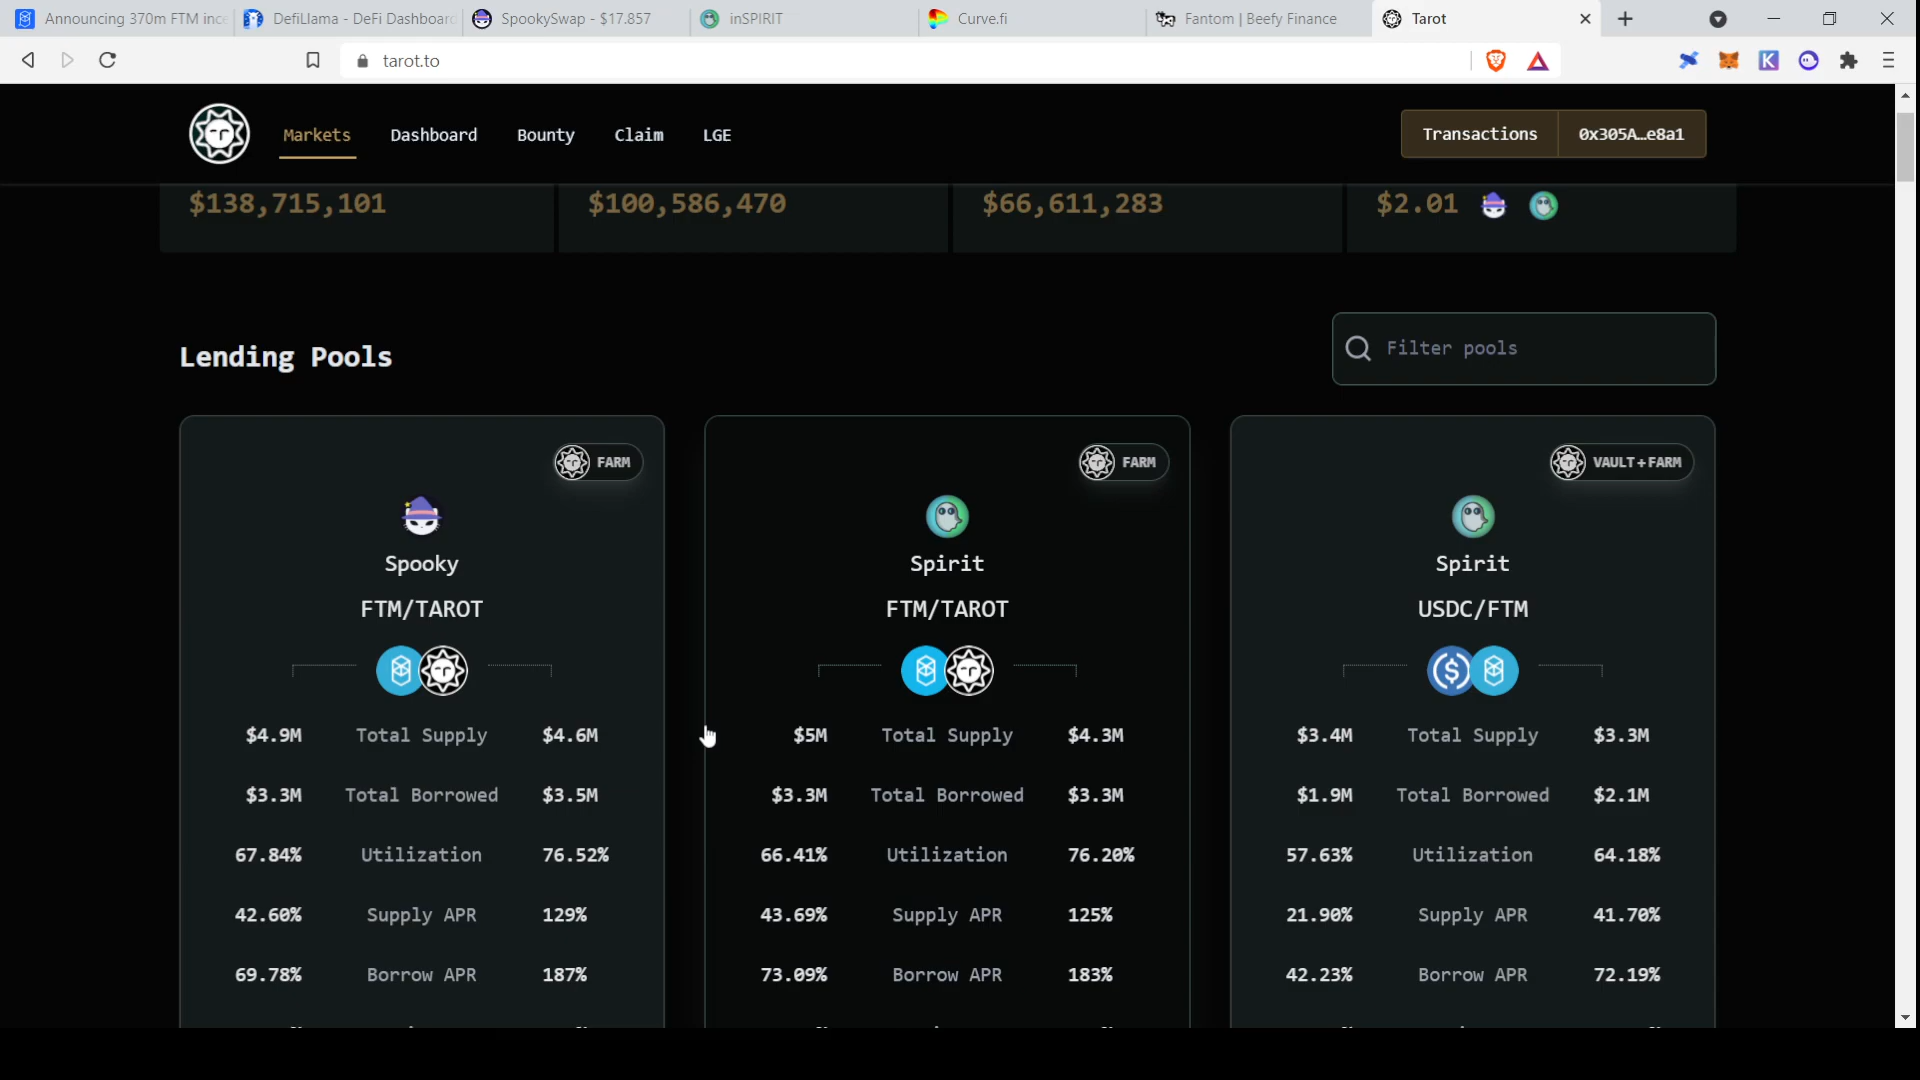 Announcing 370m FTM ince
DefiLlama - DeFi Dashboard
SpookySwap - $17.857
inSPIRIT
Curve.fi
Fantom | Beefy Finance
Tarot
tarot.to
Markets Dashboard Bounty Claim LGE
Transactions 0x305A…e8a1
$138,715,101 $100,586,470 $66,611,283 $2.01
Lending Pools
Filter pools
FARM
Spooky
FTM/TAROT
$4.9M Total Supply $4.6M
$3.3M Total Borrowed $3.5M
67.84% Utilization 76.52%
42.60% Supply APR 129%
69.78% Borrow APR 187%
FARM
Spirit
FTM/TAROT
$5M Total Supply $4.3M
$3.3M Total Borrowed $3.3M
66.41% Utilization 76.20%
43.69% Supply APR 125%
73.09% Borrow APR 183%
VAULT+FARM
Spirit
USDC/FTM
$3.4M Total Supply $3.3M
$1.9M Total Borrowed $2.1M
57.63% Utilization 64.18%
21.90% Supply APR 41.70%
42.23% Borrow APR 72.19%